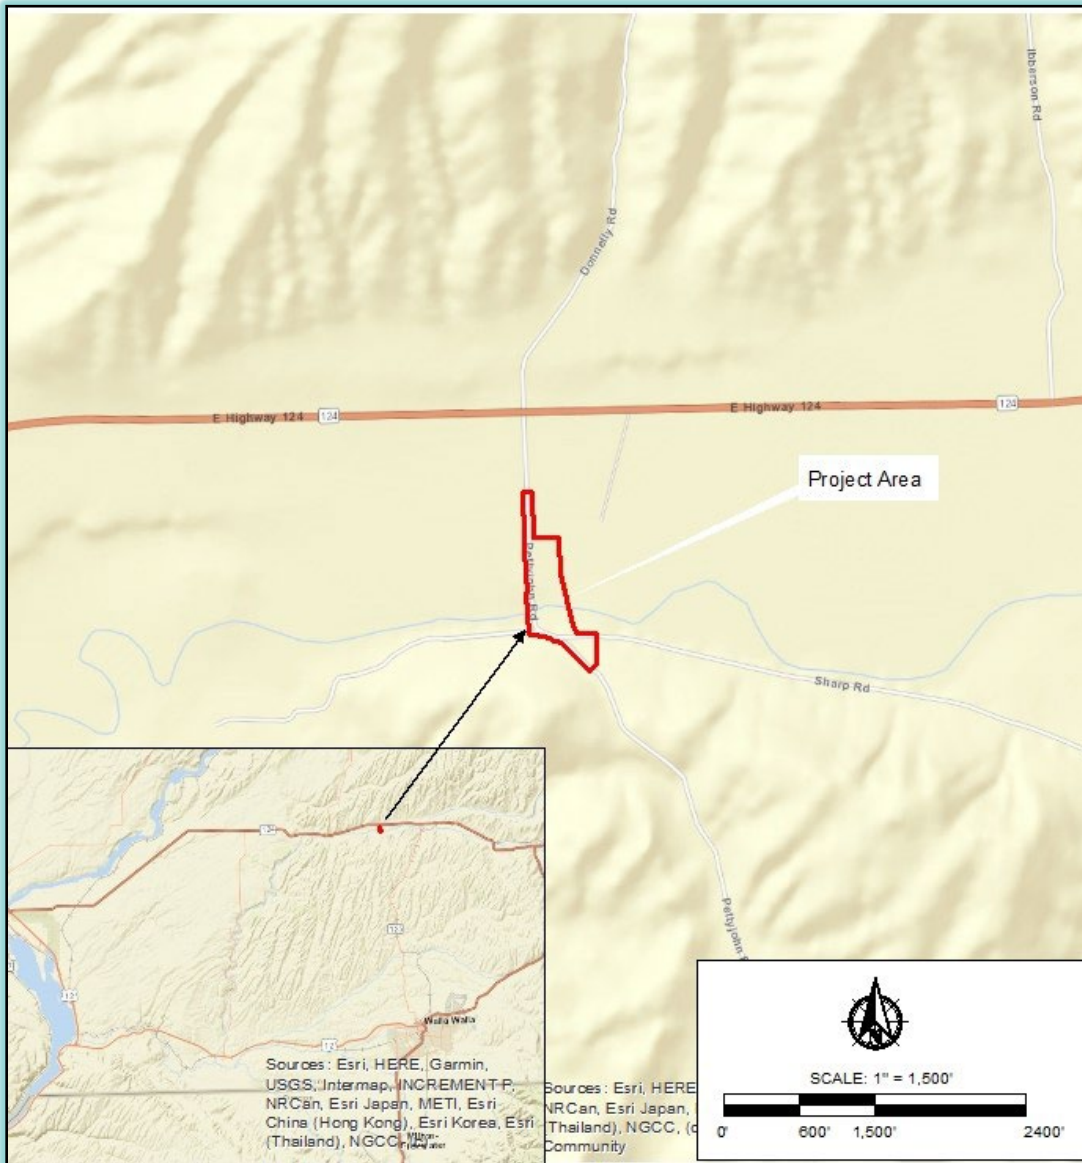 Ibberson Rd
Donnelly Rd
E Highway 124
124
E Highway 124
124
Project Area
Pettyjohn Rd
Sharp Rd
Pettyjohn
124
Walla Walla
Sources: Esri, HERE, Garmin,
USGS, Intermap, INCREMENT P,
NRCan, Esri Japan, METI, Esri
China (Hong Kong), Esri Korea, Esri
(Thailand), NGCC,
Sources: Esri, HERE
NRCan, Esri Japan,
(Thailand), NGCC, (c
Community
N
SCALE: 1" = 1,500'
0' 600' 1,500' 2400'